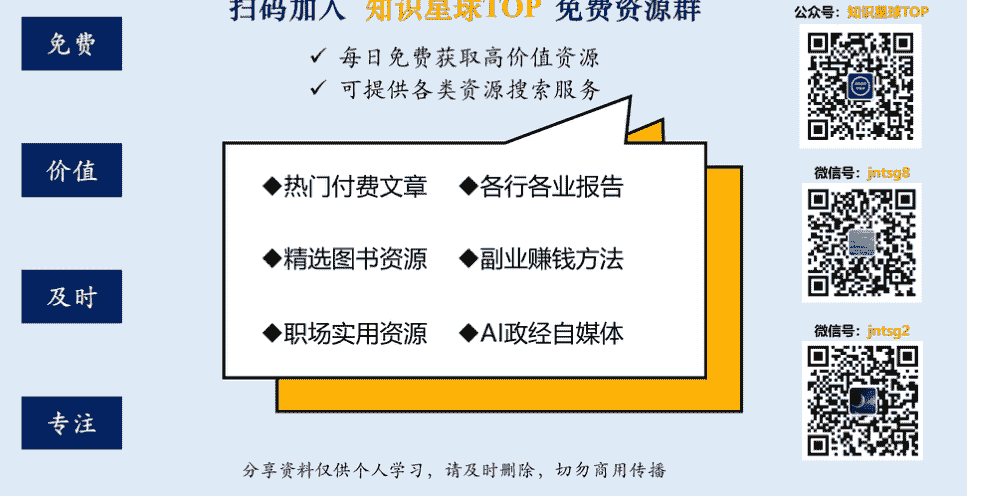 扫码加入 知识星球TOP 免费资源群
✓ 每日免费获取高价值资源
✓ 可提供各类资源搜索服务
免费
价值
及时
专注
◆热门付费文章 ◆各行各业报告
◆精选图书资源 ◆副业赚钱方法
◆职场实用资源 ◆AI政经自媒体
公众号：知识星球TOP
微信号：jntsg8
微信号：jntsg2
分享资料仅供个人学习，请及时删除，切勿商用传播